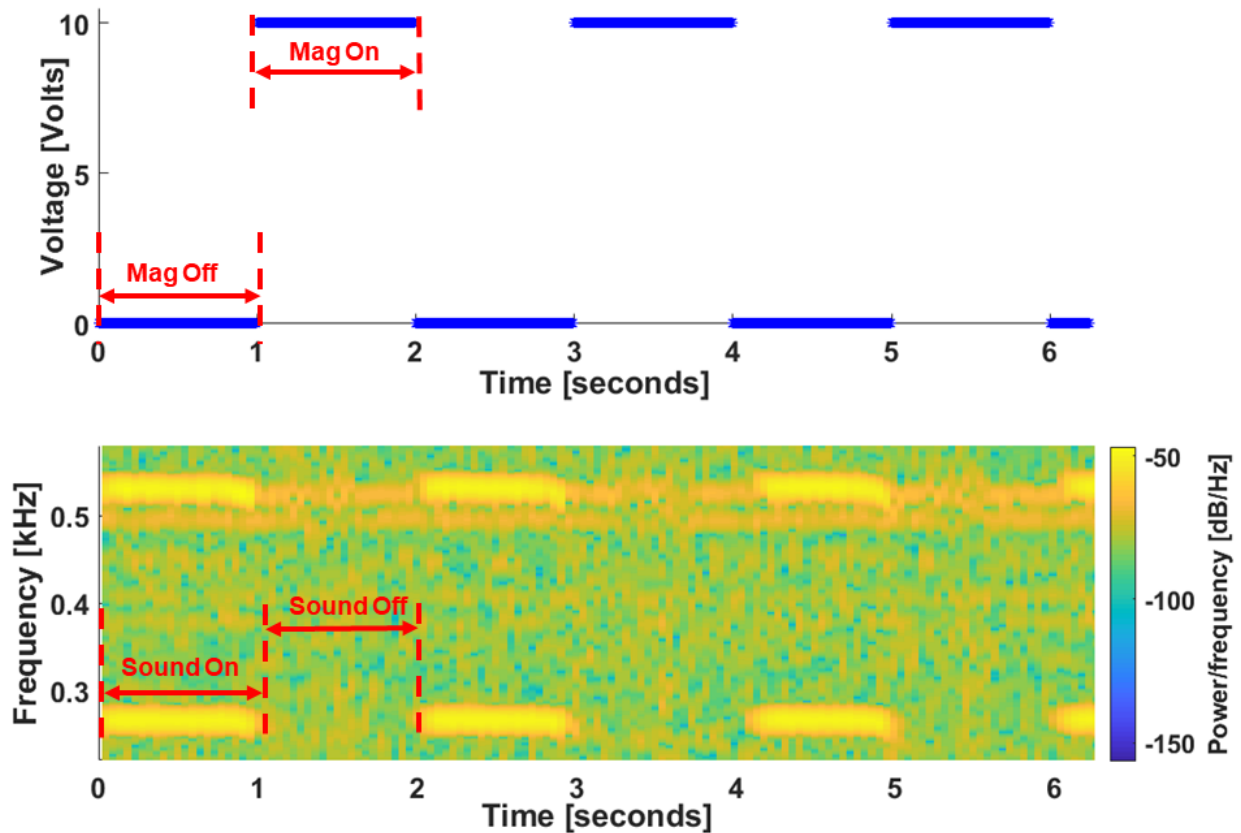 10
Mag On
Voltage [Volts]
5
Mag Off
0
0 1 2 3 4 5 6
Time [seconds]
Frequency [kHz]
0.5
0.4
0.3
Sound Off
Sound On
0 1 2 3 4 5 6
Time [seconds]
-50
-100
-150
Power/frequency [dB/Hz]